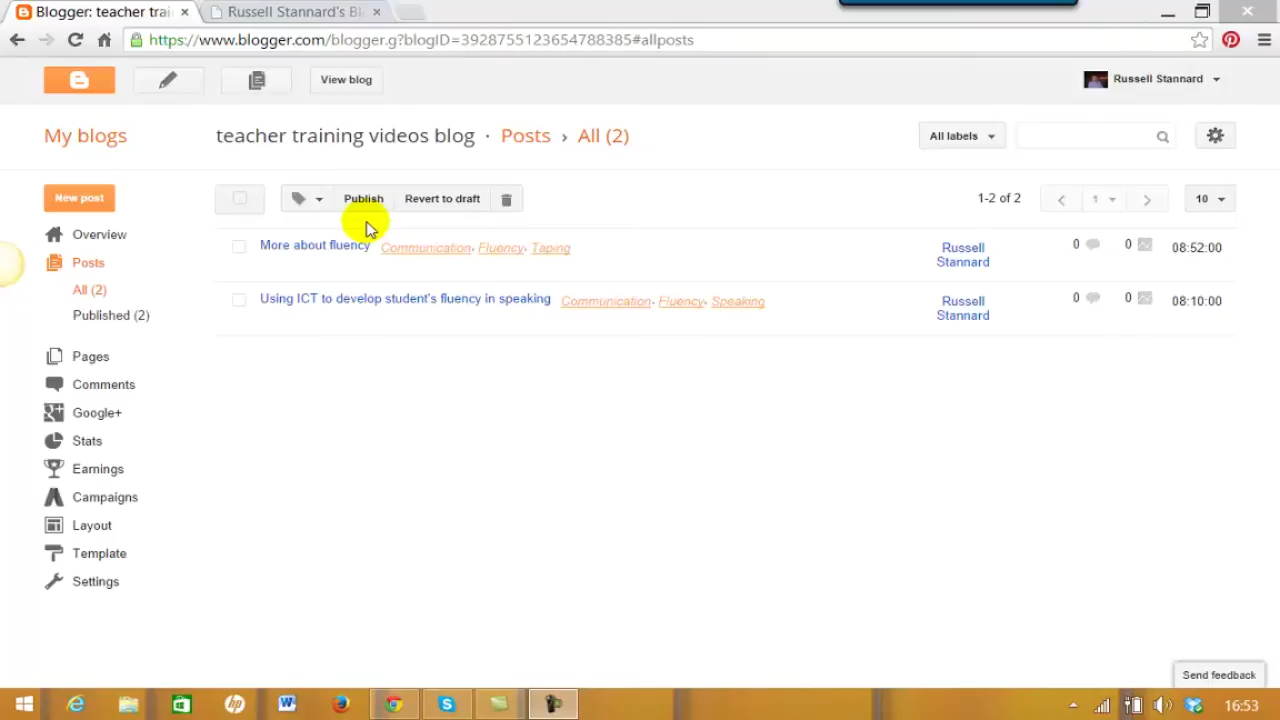 Blogger: teacher trai
Russell Stannard's Bl
https://www.blogger.com/blogger.g?blogID=3928755123654788385#allposts
View blog
Russell Stannard
My blogs
teacher training videos blog · Posts › All (2)
All labels
New post
Publish
Revert to draft
1-2 of 2
1
10
Overview
More about fluency
Communication, Fluency, Taping
Russell
Stannard
0
0
08:52:00
Posts
All (2)
Using ICT to develop student's fluency in speaking
Communication, Fluency, Speaking
Russell
Stannard
0
0
08:10:00
Published (2)
Pages
Comments
Google+
Stats
Earnings
Campaigns
Layout
Template
Settings
Send feedback
16:53